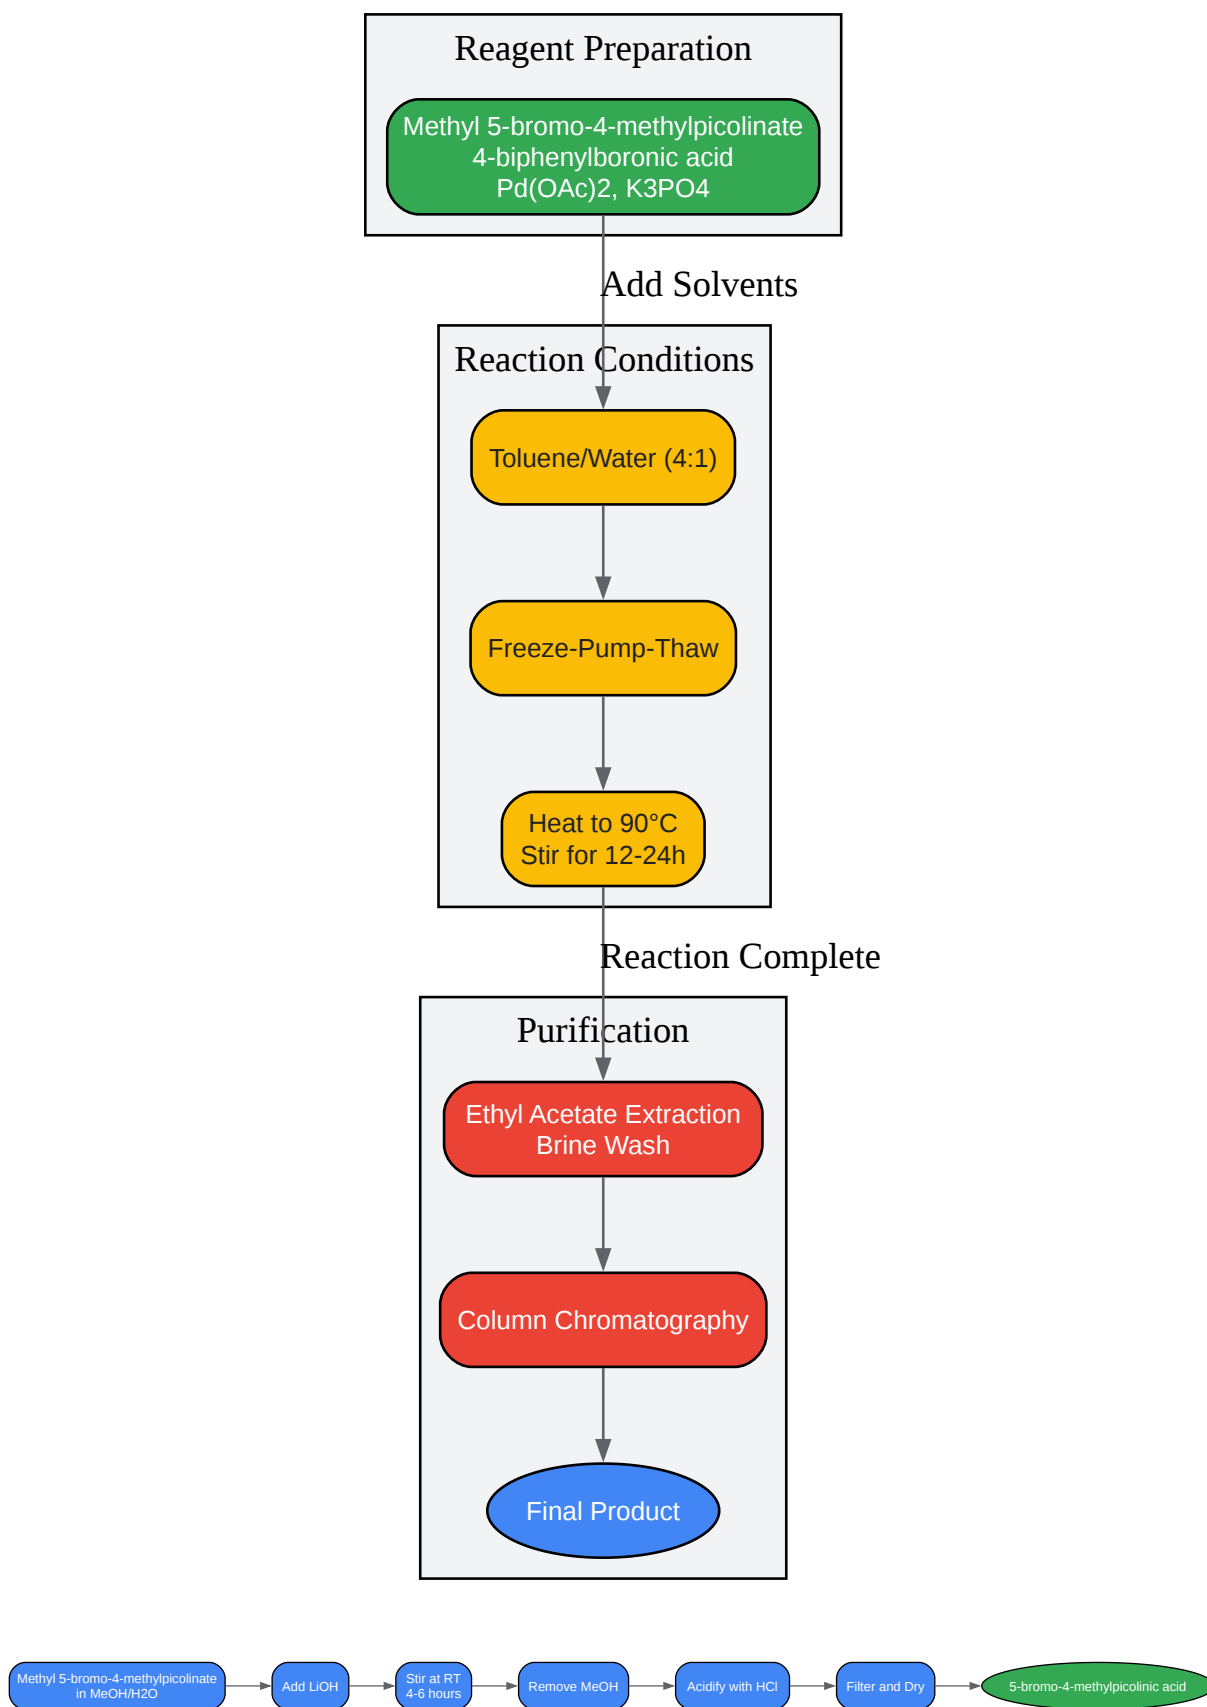 Reagent Preparation
Methyl 5-bromo-4-methylpicolinate
4-biphenylboronic acid
Pd(OAc)2, K3PO4
Add Solvents
Reaction Conditions
Toluene/Water (4:1)
Freeze-Pump-Thaw
Heat to 90°C
Stir for 12-24h
Reaction Complete
Purification
Ethyl Acetate Extraction
Brine Wash
Column Chromatography
Final Product
Methyl 5-bromo-4-methylpicolinate
in MeOH/H2O
Add LiOH
Stir at RT
4-6 hours
Remove MeOH
Acidify with HCl
Filter and Dry
5-bromo-4-methylpicolinic acid